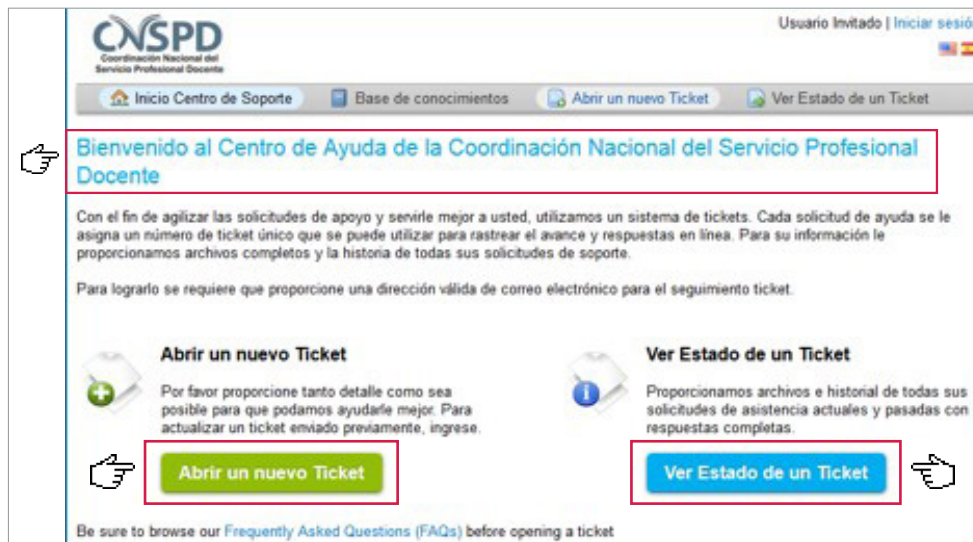 CNSPD
Coordinación Nacional del
Servicio Profesional Docente
Usuario Invitado | Iniciar sesió
Inicio Centro de Soporte Base de conocimientos Abrir un nuevo Ticket Ver Estado de un Ticket
Bienvenido al Centro de Ayuda de la Coordinación Nacional del Servicio Profesional
Docente
Con el fin de agilizar las solicitudes de apoyo y servirle mejor a usted, utilizamos un sistema de tickets. Cada solicitud de ayuda se le
asigna un número de ticket único que se puede utilizar para rastrear el avance y respuestas en línea. Para su información le
proporcionamos archivos completos y la historia de todas sus solicitudes de soporte.
Para lograrlo se requiere que proporcione una dirección válida de correo electrónico para el seguimiento ticket.
Abrir un nuevo Ticket
Por favor proporcione tanto detalle como sea
posible para que podamos ayudarle mejor. Para
actualizar un ticket enviado previamente, ingrese.
Abrir un nuevo Ticket
Ver Estado de un Ticket
Proporcionamos archivos e historial de todas sus
solicitudes de asistencia actuales y pasadas con
respuestas completas.
Ver Estado de un Ticket
Be sure to browse our Frequently Asked Questions (FAQs) before opening a ticket